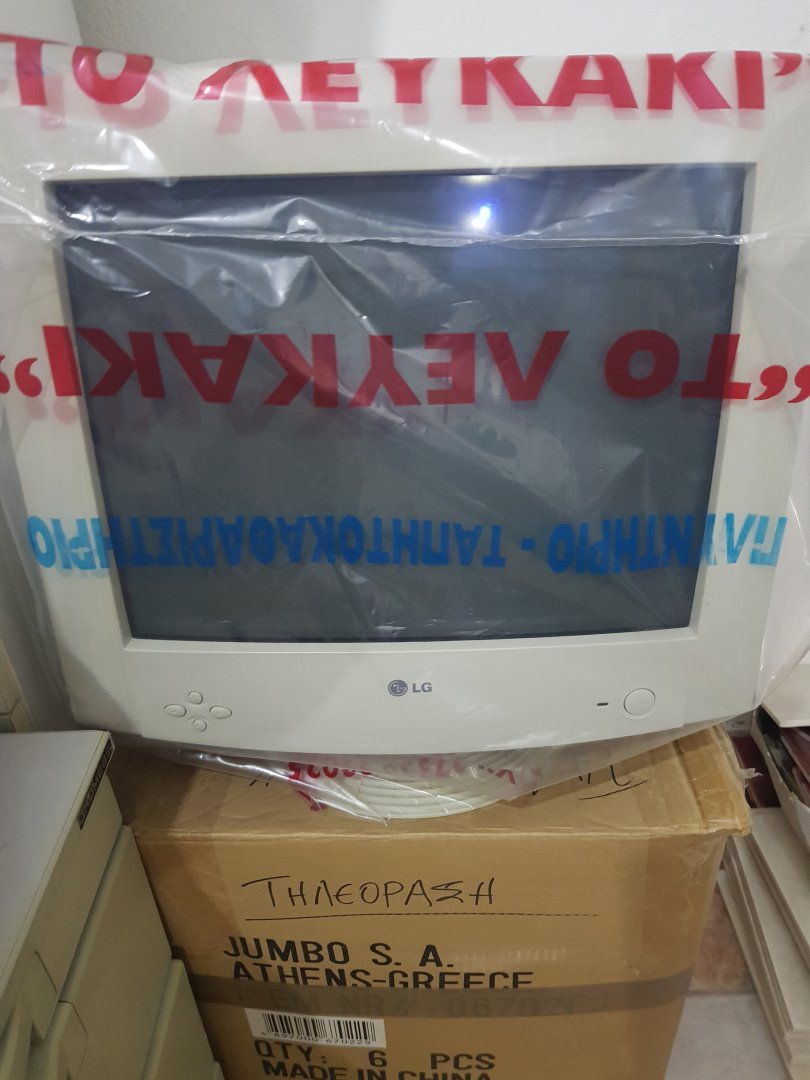 "ΤΟ ΛΕΥΚΑΚΙ"
"ΤΟ ΛΕΥΚΑΚΙ"
ΠΛΥΝΤΗΡΙΟ - ΤΑΠΗΤΟΚΑΘΑΡΙΣΤΗΡΙΟ
LG
ΤΗΛΕΟΡΑΣΗ
JUMBO S. A.
ATHENS-GREECE
QTY: 6 PCS
MADE IN CHINA